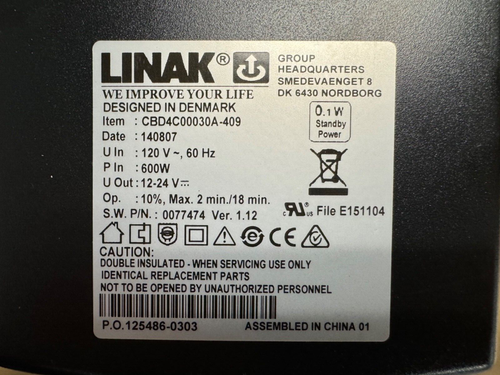 LINAK®
GROUP
HEADQUARTERS
SMEDEVAENGET 8
DK 6430 NORDBORG
WE IMPROVE YOUR LIFE
DESIGNED IN DENMARK
Item : CBD4C00030A-409
Date : 140807
U In : 120 V ~, 60 Hz
P In : 600W
U Out : 12-24 V⎓
Op. : 10%, Max. 2 min./18 min.
S.W. P/N. : 0077474 Ver. 1.12
0.1 W
Standby
Power
c RU us File E151104
CE
CAUTION:
DOUBLE INSULATED - WHEN SERVICING USE ONLY
IDENTICAL REPLACEMENT PARTS
NOT TO BE OPENED BY UNAUTHORIZED PERSONNEL
P.O.125486-0303
ASSEMBLED IN CHINA 01